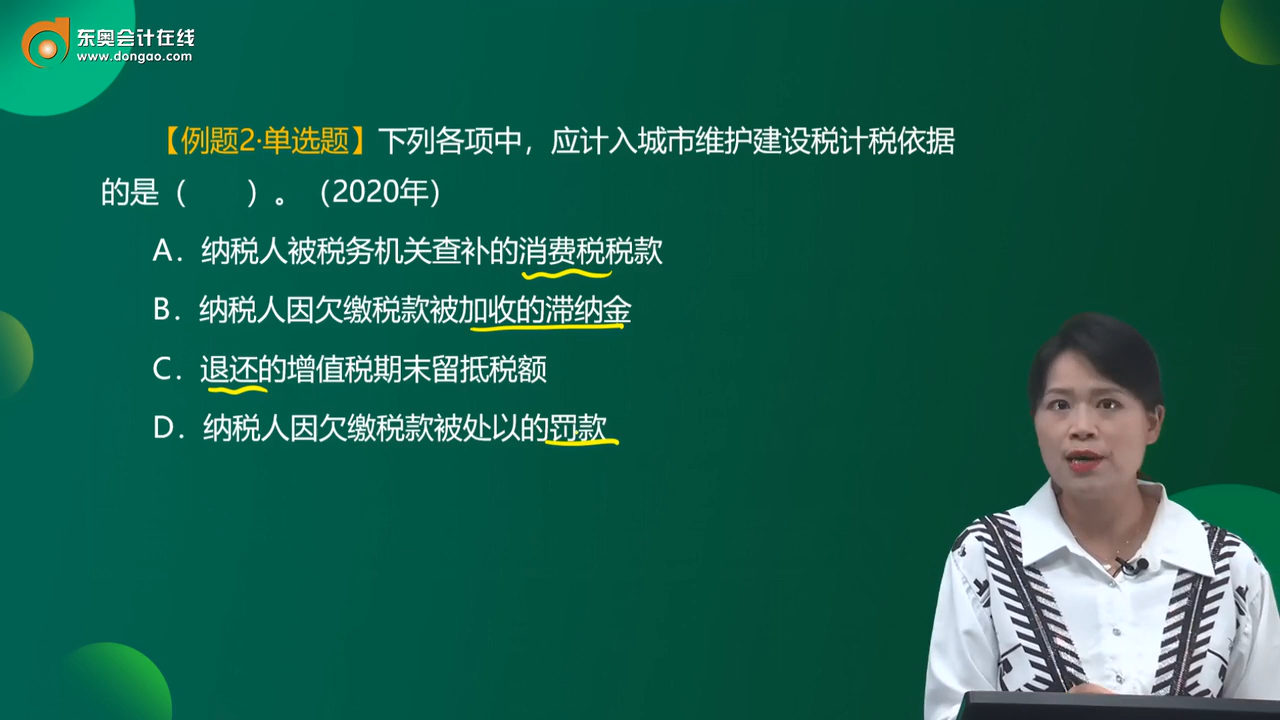 东奥会计在线
www.dongao.com
【例题2·单选题】下列各项中，应计入城市维护建设税计税依据
的是（　　）。（2020年）
A．纳税人被税务机关查补的消费税税款
B．纳税人因欠缴税款被加收的滞纳金
C．退还的增值税期末留抵税额
D．纳税人因欠缴税款被处以的罚款